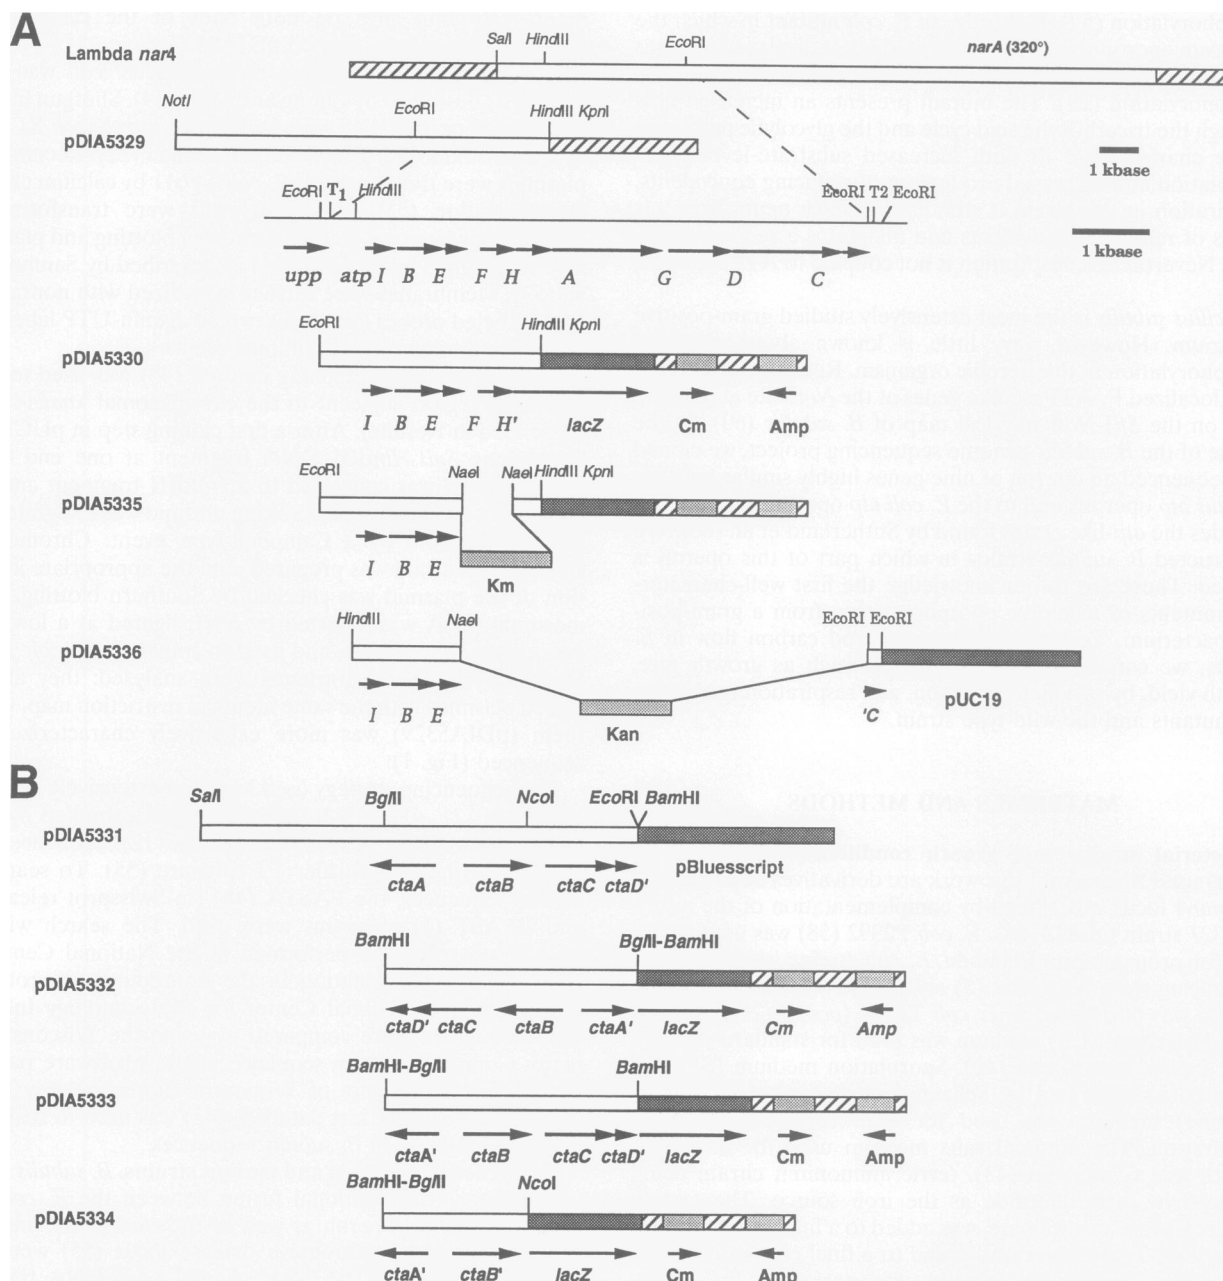 A
Lambda nar4
SalI
HindIII
EcoRI
narA (320°)
NotI
EcoRI
HindIII KpnI
pDIA5329
1 kbase
EcoRI T1 HindIII
EcoRI T2 EcoRI
1 kbase
upp atp I B E F H A G D C
EcoRI
HindIII KpnI
pDIA5330
I B E F H' lacZ Cm Amp
EcoRI
NaeI
NaeI HindIII KpnI
pDIA5335
I B E
Km
HindIII
NaeI
EcoRI EcoRI
pDIA5336
pUC19
I B E
'C
Kan
B
SalI
BglII
NcoI
EcoRI BamHI
pDIA5331
pBluesscript
ctaA ctaB ctaC ctaD'
BamHI
BglII-BamHI
pDIA5332
ctaD' ctaC ctaB ctaA' lacZ Cm Amp
BamHI-BglII
BamHI
pDIA5333
ctaA' ctaB ctaC ctaD' lacZ Cm Amp
BamHI-BglII
NcoI
pDIA5334
ctaA' ctaB' lacZ Cm Amp